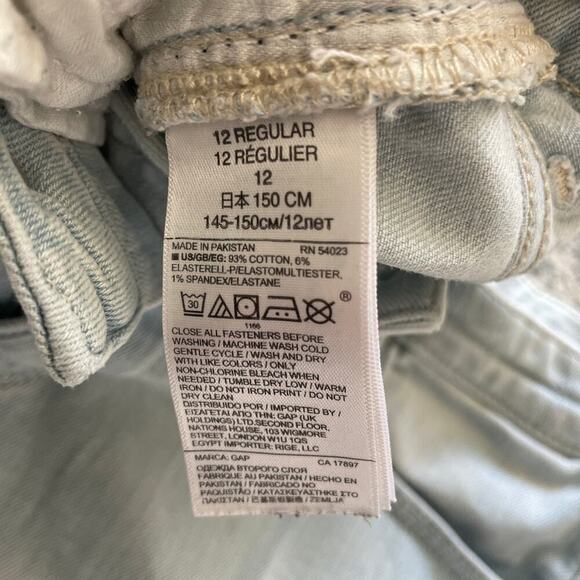 12 REGULAR
12 RÉGULIER
12
日本 150 CM
145-150см/12лет
MADE IN PAKISTAN RN 54023
US/GB/EG: 93% COTTON, 6%
ELASTERELL-P/ELASTOMULTIESTER,
1% SPANDEX/ELASTANE
30
®
1166
CLOSE ALL FASTENERS BEFORE
WASHING / MACHINE WASH COLD
GENTLE CYCLE / WASH AND DRY
WITH LIKE COLORS / ONLY
NON-CHLORINE BLEACH WHEN
NEEDED / TUMBLE DRY LOW / WARM
IRON / DO NOT IRON PRINT / DO NOT
DRY CLEAN
DISTRIBUIDO POR / IMPORTED BY /
ΕΙΣΑΓΕΤΑΙ ΑΠΟ ΤΗΝ: GAP (UK
HOLDINGS) LTD.SECOND FLOOR,
NATIONS HOUSE, 103 WIGMORE
STREET, LONDON W1U 1QS
EGYPT IMPORTER: RIGE, LLC
MARCA: GAP CA 17897
ОДЕЖДА ВТОРОГО СЛОЯ
FABRIQUÉ AU PAKISTAN / HECHO EN
PAQUISTÁN / ΚΑΤΑΣΚΕΥΑΣΤΗΚΕ ΣΤΟ